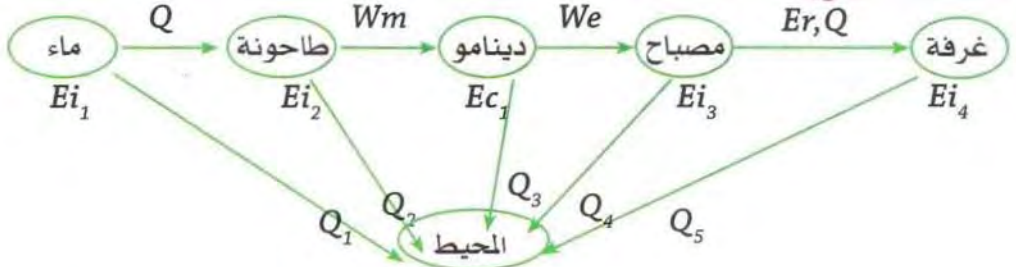 Q Wm We Er,Q
ماء طاحونة دينامو مصباح غرفة
Ei₁ Ei₂ Ec₁ Ei₃ Ei₄
Q₁ Q₂ Q₃ Q₄ Q₅
المحيط